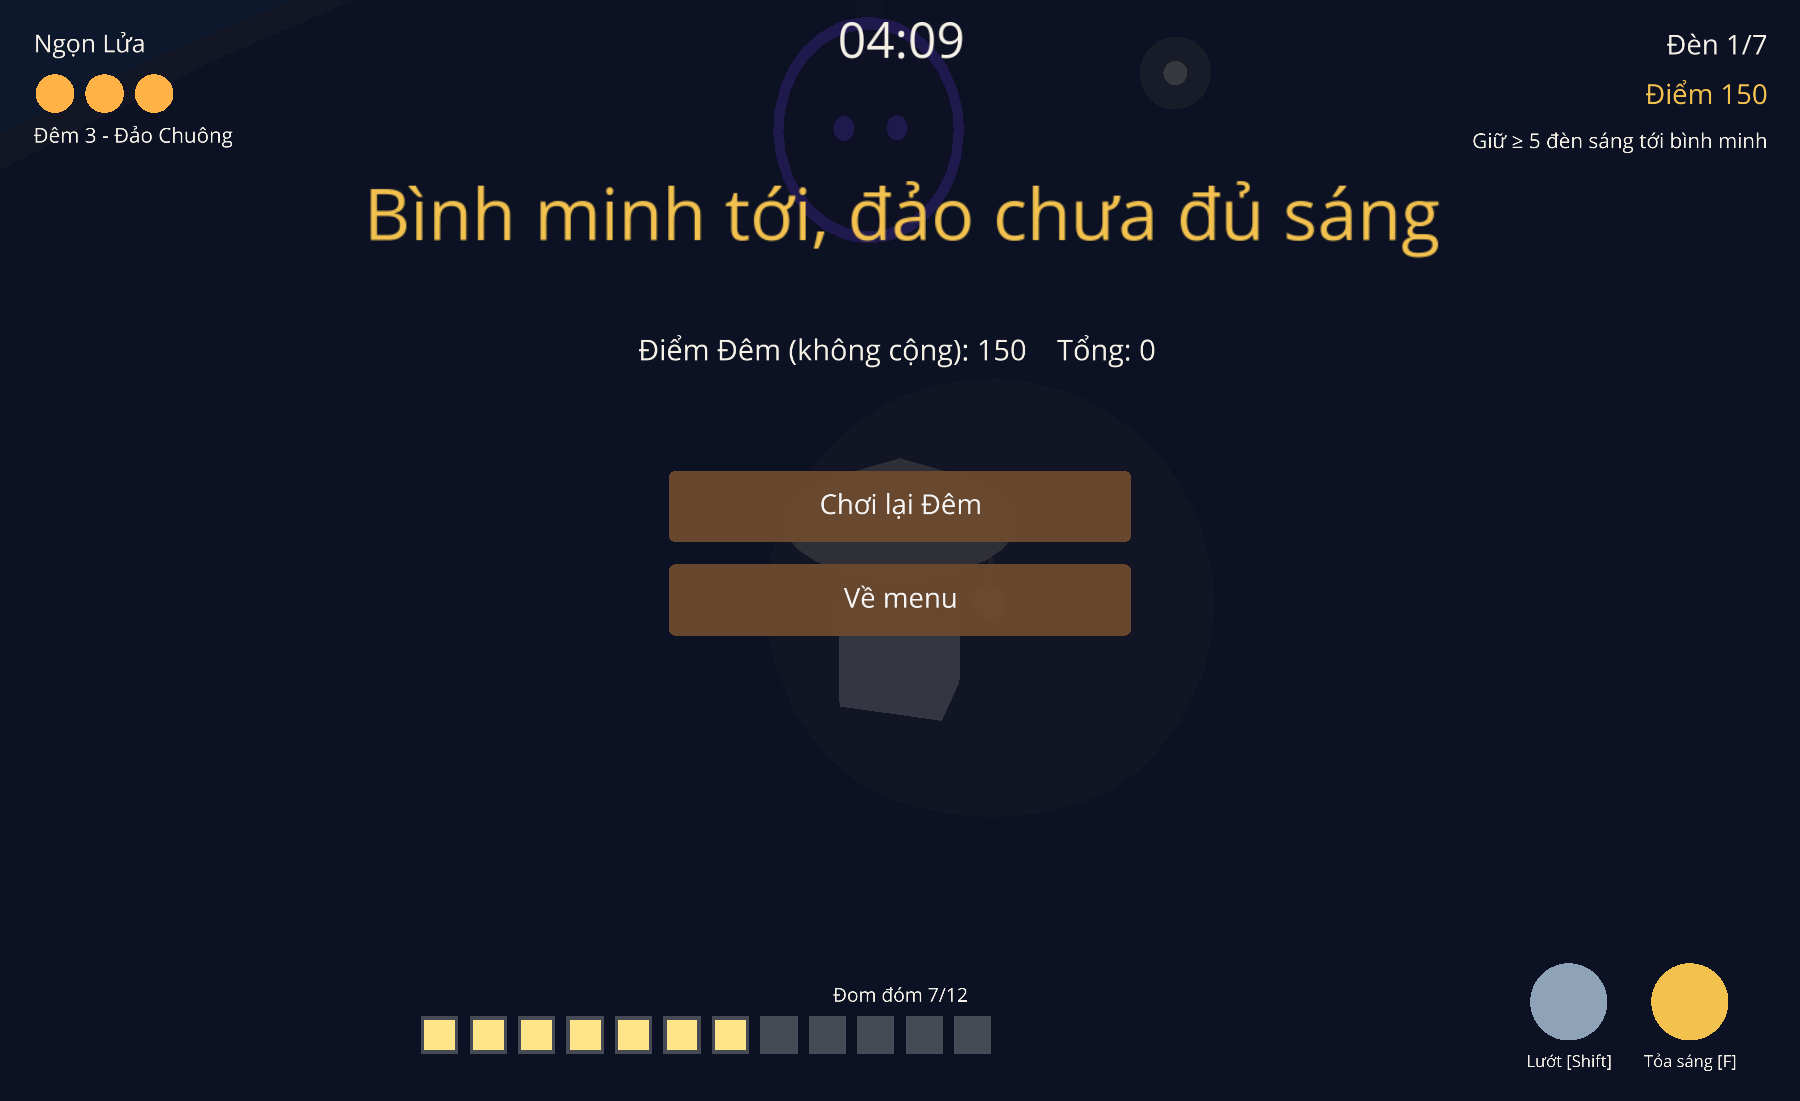 Ngọn Lửa
04:09
Đèn 1/7
Điểm 150
Đêm 3 - Đảo Chuông
Giữ ≥ 5 đèn sáng tới bình minh
Bình minh tới, đảo chưa đủ sáng
Điểm Đêm (không cộng): 150 Tổng: 0
Chơi lại Đêm
Về menu
Đom đóm 7/12
Lướt [Shift]
Tỏa sáng [F]